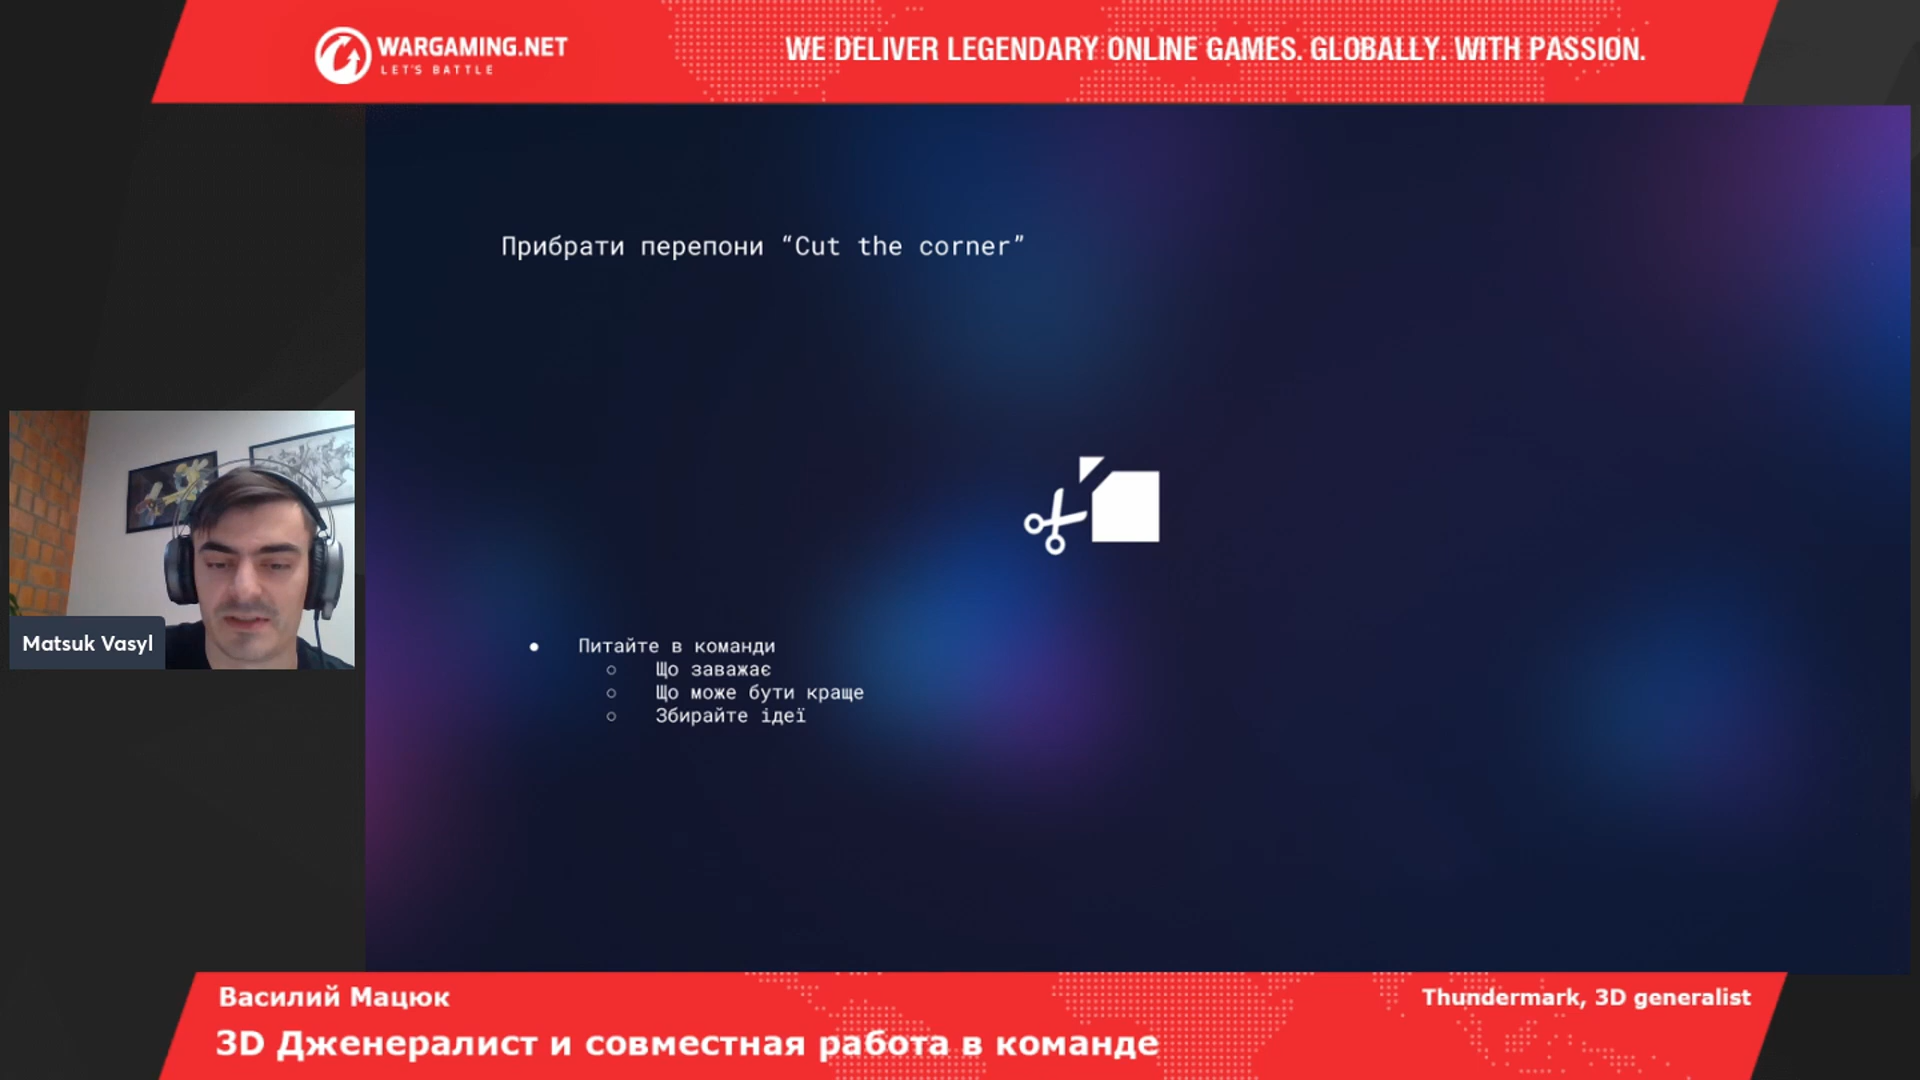 WARGAMING.NET
LET'S BATTLE
WE DELIVER LEGENDARY ONLINE GAMES. GLOBALLY. WITH PASSION.
Прибрати перепони “Cut the corner”
Matsuk Vasyl
● Питайте в команди
○ Що заважає
○ Що може бути краще
○ Збирайте ідеї
Василий Мацюк
Thundermark, 3D generalist
3D Дженералист и совместная работа в команде